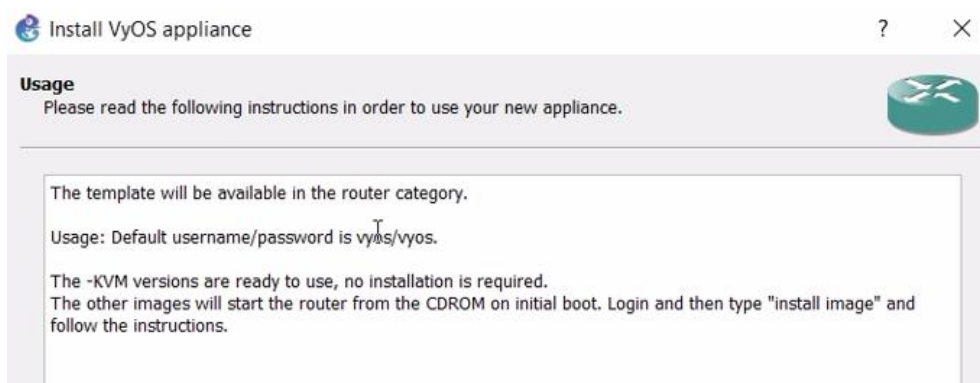 Install VyOS appliance ?
Usage
Please read the following instructions in order to use your new appliance.
The template will be available in the router category.
Usage: Default username/password is vyos/vyos.
The -KVM versions are ready to use, no installation is required.
The other images will start the router from the CDROM on initial boot. Login and then type "install image" and
follow the instructions.